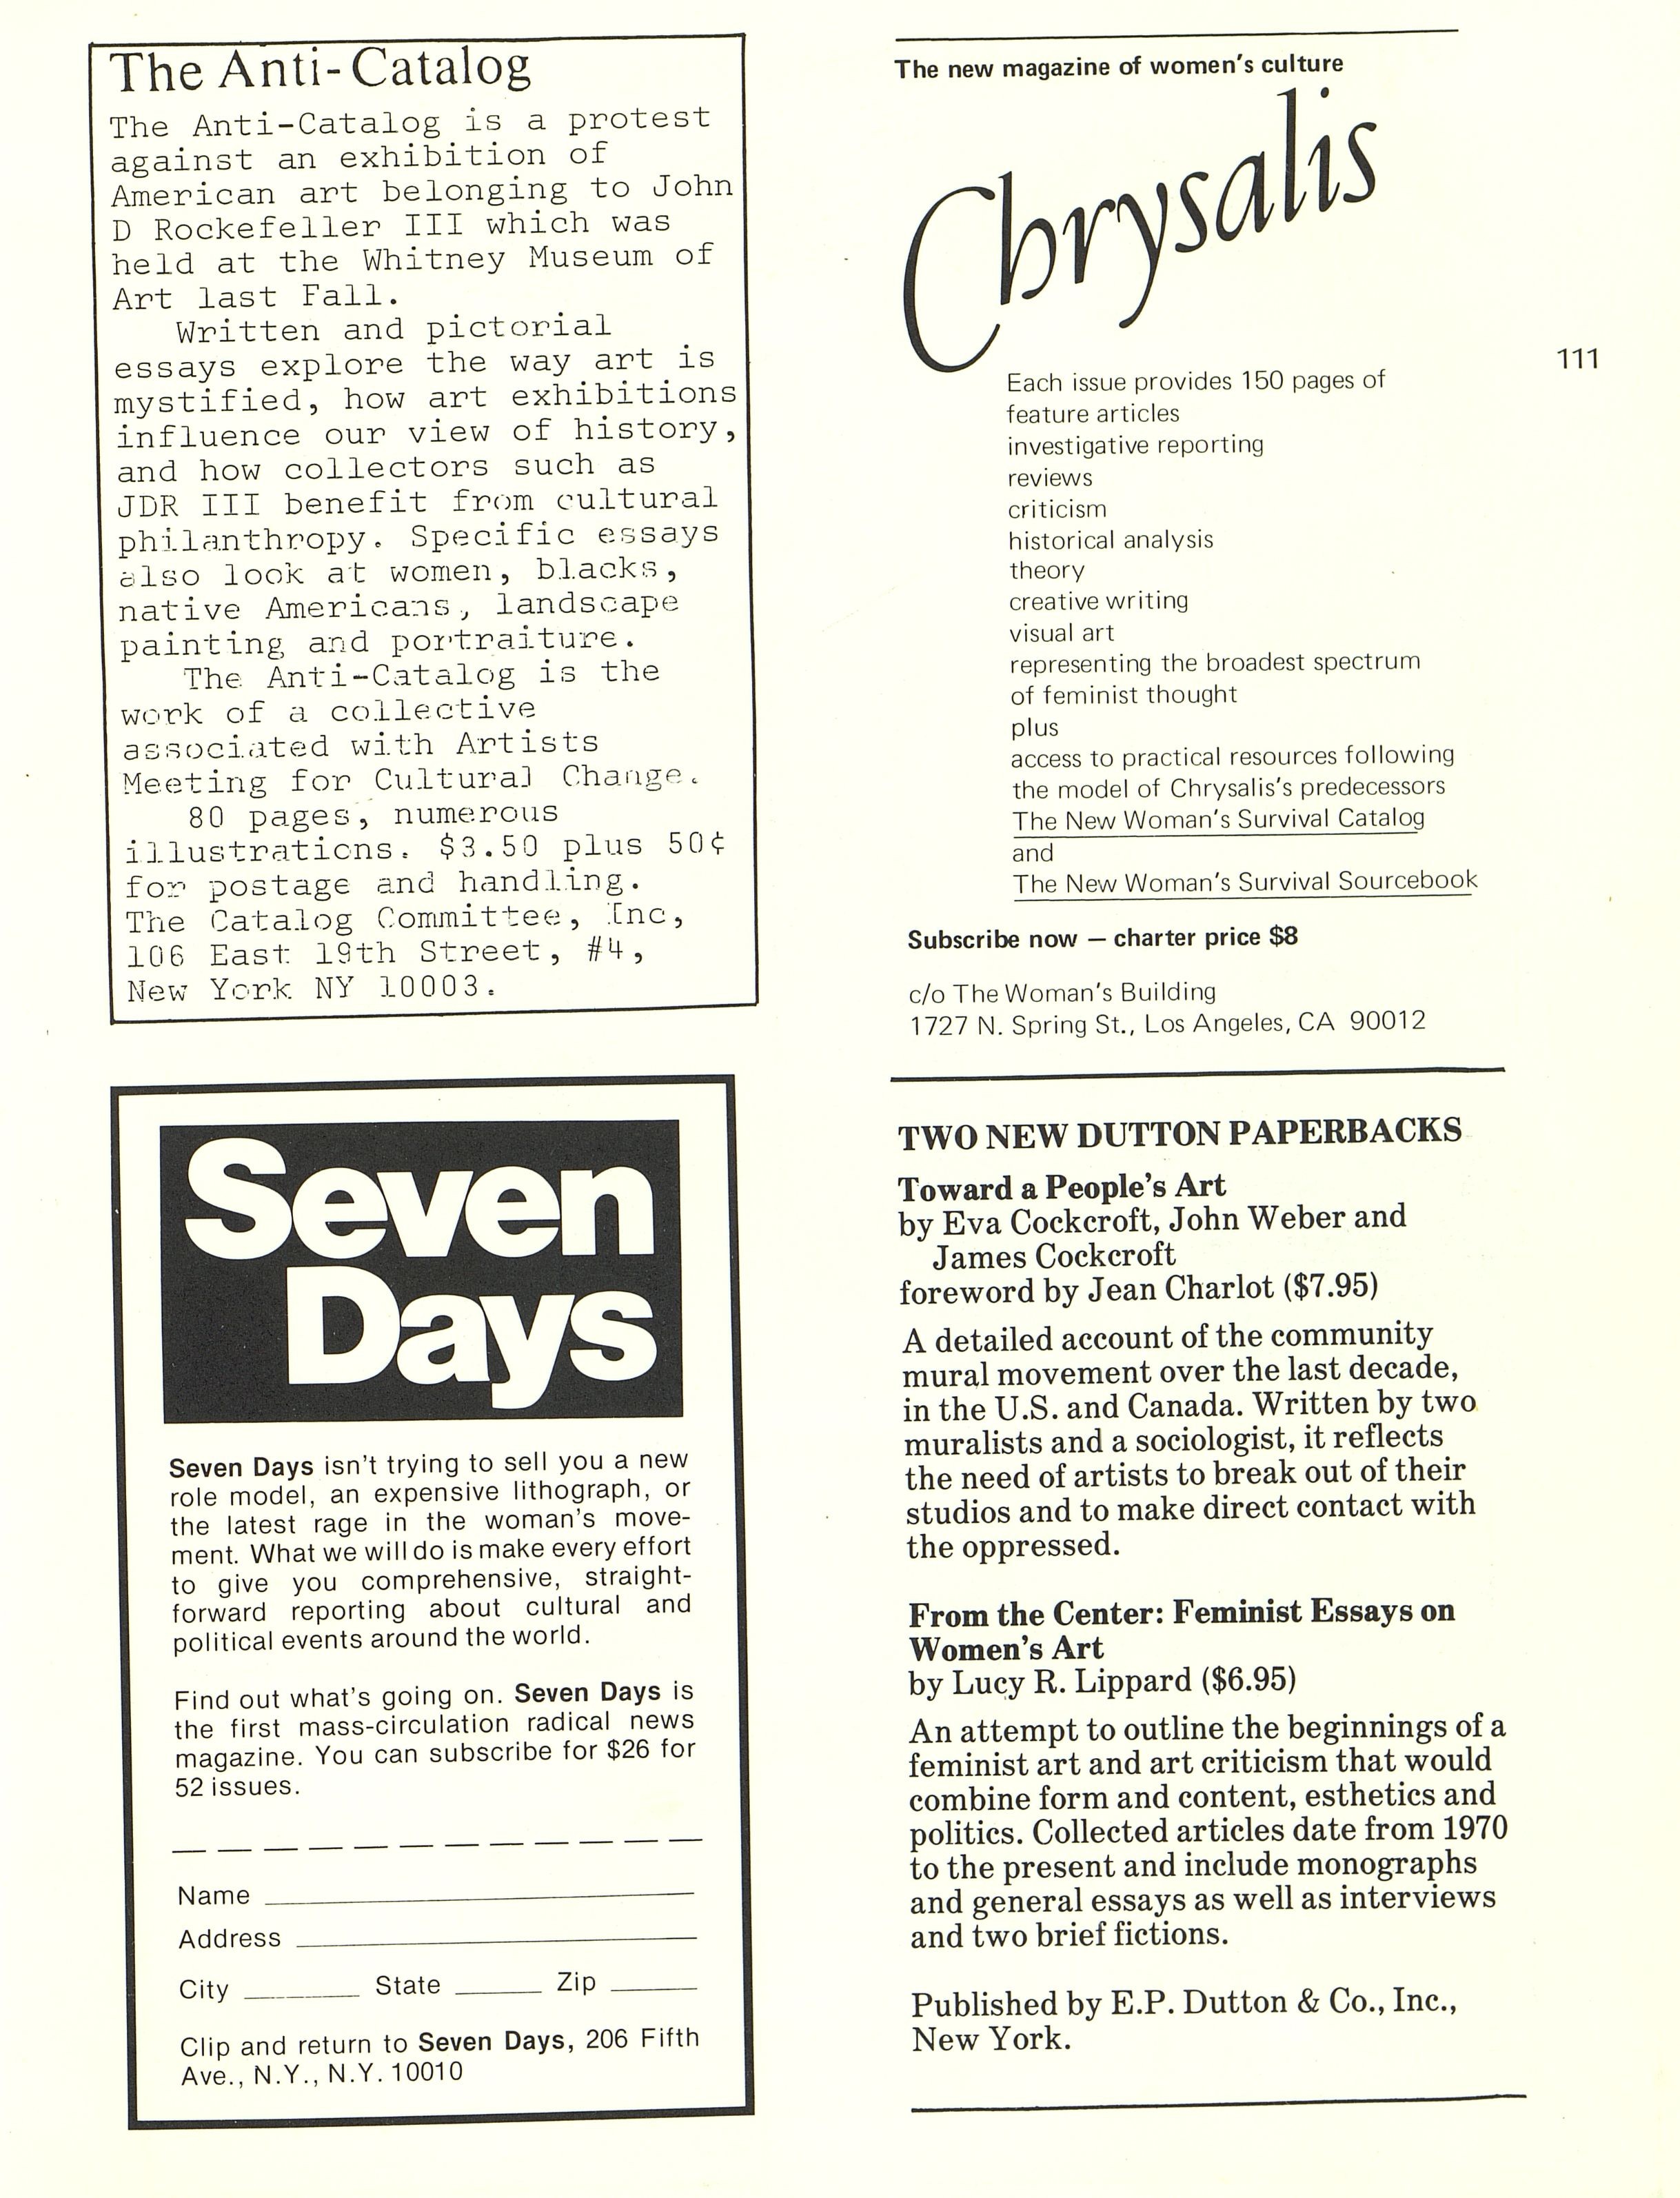 The Anti-Catalog
The Anti-Catalog is a protest
against an exhibition of
American art belonging to John
D Rockefeller III which was
held at the Whitney Museum of
Art last Fall.
Written and pictorial
essays explore the way art is
mystified, how art exhibitions
influence our view of history,
and how collectors such as
JDR III benefit from cultural
philanthropy. Specific essays
also look at women, blacks,
native Americans, landscape
painting and portraiture.
The Anti-Catalog is the
work of a collective
associated with Artists
Meeting for Cultural Change.
80 pages, numerous
illustrations. $3.50 plus 50¢
for postage and handling.
The Catalog Committee, Inc,
106 East 19th Street, #4,
New York NY 10003.
Seven
Days
Seven Days isn't trying to sell you a new
role model, an expensive lithograph, or
the latest rage in the woman's move-
ment. What we will do is make every effort
to give you comprehensive, straight-
forward reporting about cultural and
political events around the world.
Find out what's going on. Seven Days is
the first mass-circulation radical news
magazine. You can subscribe for $26 for
52 issues.
Name
Address
City State Zip
Clip and return to Seven Days, 206 Fifth
Ave., N.Y., N.Y. 10010
The new magazine of women's culture
Chrysalis
111
Each issue provides 150 pages of
feature articles
investigative reporting
reviews
criticism
historical analysis
theory
creative writing
visual art
representing the broadest spectrum
of feminist thought
plus
access to practical resources following
the model of Chrysalis's predecessors
The New Woman's Survival Catalog
and
The New Woman's Survival Sourcebook
Subscribe now — charter price $8
c/o The Woman's Building
1727 N. Spring St., Los Angeles, CA 90012
TWO NEW DUTTON PAPERBACKS
Toward a People's Art
by Eva Cockcroft, John Weber and
James Cockcroft
foreword by Jean Charlot ($7.95)
A detailed account of the community
mural movement over the last decade,
in the U.S. and Canada. Written by two
muralists and a sociologist, it reflects
the need of artists to break out of their
studios and to make direct contact with
the oppressed.
From the Center: Feminist Essays on
Women's Art
by Lucy R. Lippard ($6.95)
An attempt to outline the beginnings of a
feminist art and art criticism that would
combine form and content, esthetics and
politics. Collected articles date from 1970
to the present and include monographs
and general essays as well as interviews
and two brief fictions.
Published by E.P. Dutton & Co., Inc.,
New York.